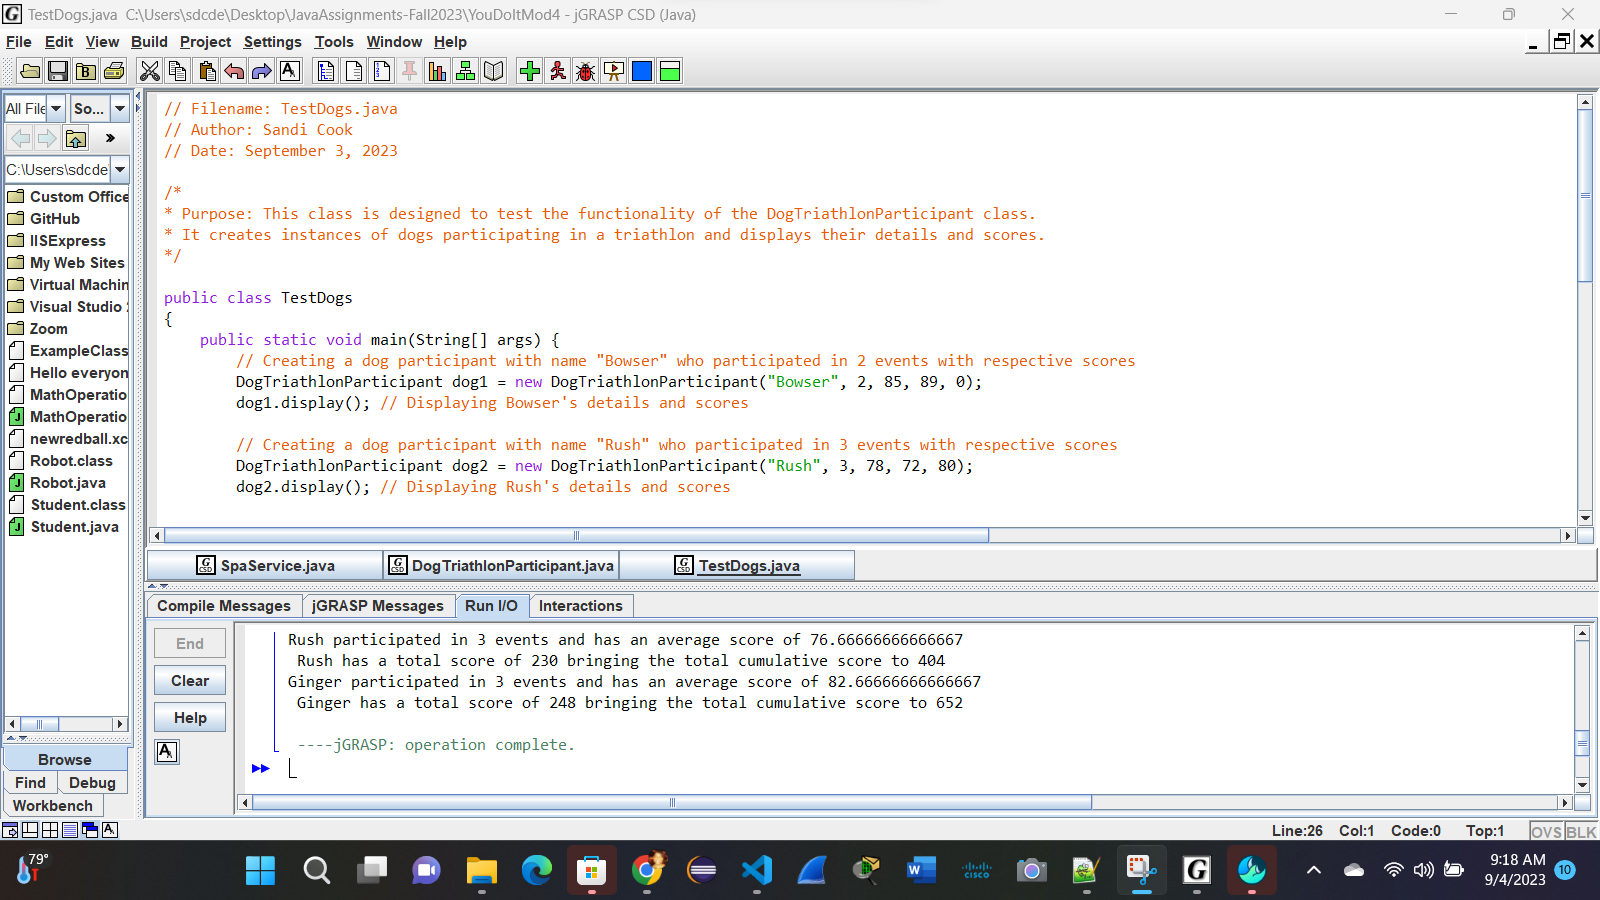 TestDogs.java  C:\Users\sdcde\Desktop\JavaAssignments-Fall2023\YouDoItMod4 - jGRASP CSD (Java)
File Edit View Build Project Settings Tools Window Help
All File So...
C:\Users\sdcde
Custom Office
GitHub
IISExpress
My Web Sites
Virtual Machin
Visual Studio
Zoom
ExampleClass
Hello everyon
MathOperatio
MathOperatio
newredball.xc
Robot.class
Robot.java
Student.class
Student.java
Browse
Find Debug
Workbench
// Filename: TestDogs.java
// Author: Sandi Cook
// Date: September 3, 2023
/*
* Purpose: This class is designed to test the functionality of the DogTriathlonParticipant class.
* It creates instances of dogs participating in a triathlon and displays their details and scores.
*/
public class TestDogs
{
public static void main(String[] args) {
// Creating a dog participant with name "Bowser" who participated in 2 events with respective scores
DogTriathlonParticipant dog1 = new DogTriathlonParticipant("Bowser", 2, 85, 89, 0);
dog1.display(); // Displaying Bowser's details and scores
// Creating a dog participant with name "Rush" who participated in 3 events with respective scores
DogTriathlonParticipant dog2 = new DogTriathlonParticipant("Rush", 3, 78, 72, 80);
dog2.display(); // Displaying Rush's details and scores
SpaService.java DogTriathlonParticipant.java TestDogs.java
Compile Messages jGRASP Messages Run I/O Interactions
End
Clear
Help
Rush participated in 3 events and has an average score of 76.66666666666667
Rush has a total score of 230 bringing the total cumulative score to 404
Ginger participated in 3 events and has an average score of 82.66666666666667
Ginger has a total score of 248 bringing the total cumulative score to 652
----jGRASP: operation complete.
Line:26 Col:1 Code:0 Top:1 OVS BLK
79°
9:18 AM
9/4/2023
10